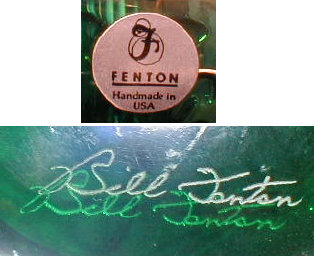 F
FENTON
Handmade in
USA
Bill Fenton
Bill Fenton